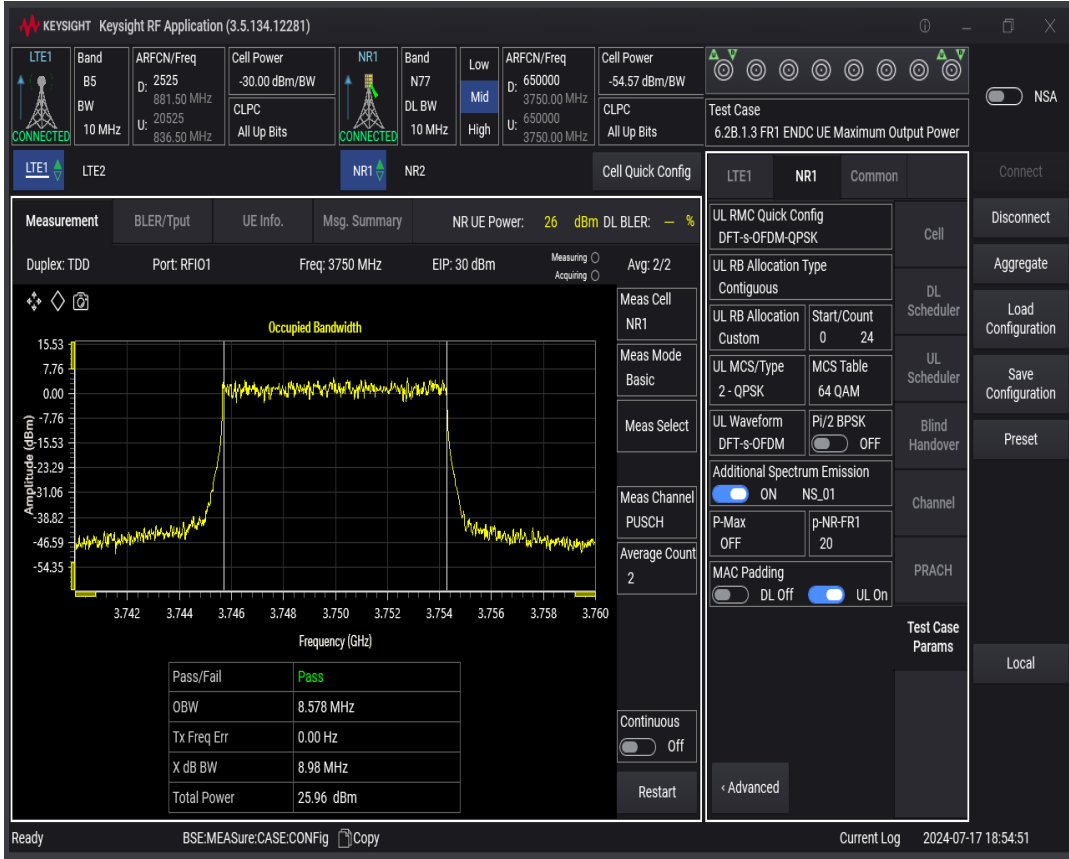 KEYSIGHT Keysight RF Application (3.5.134.12281)
LTE1
CONNECTED
Band
B5
BW
10 MHz
ARFCN/Freq
D: 2525
881.50 MHz
U: 20525
836.50 MHz
Cell Power
-30.00 dBm/BW
CLPC
All Up Bits
NR1
CONNECTED
Band
N77
DL BW
10 MHz
Low
Mid
High
ARFCN/Freq
D: 650000
3750.00 MHz
U: 650000
3750.00 MHz
Cell Power
-54.57 dBm/BW
CLPC
All Up Bits
A V A V
Test Case
6.2B.1.3 FR1 ENDC UE Maximum Output Power
NSA
LTE1 LTE2 NR1 NR2 Cell Quick Config
Measurement BLER/Tput UE Info. Msg. Summary NR UE Power: 26 dBm DL BLER: — %
Duplex: TDD Port: RFIO1 Freq: 3750 MHz EIP: 30 dBm Measuring Acquiring Avg: 2/2
Occupied Bandwidth
Amplitude (dBm)
15.53
7.76
0.00
-7.76
-15.53
-23.29
-31.06
-38.82
-46.59
-54.35
3.742 3.744 3.746 3.748 3.750 3.752 3.754 3.756 3.758 3.760
Frequency (GHz)
Pass/Fail Pass
OBW 8.578 MHz
Tx Freq Err 0.00 Hz
X dB BW 8.98 MHz
Total Power 25.96 dBm
Meas Cell
NR1
Meas Mode
Basic
Meas Select
Meas Channel
PUSCH
Average Count
2
Continuous
Off
Restart
LTE1 NR1 Common
UL RMC Quick Config
DFT-s-OFDM-QPSK
UL RB Allocation Type
Contiguous
UL RB Allocation Start/Count
Custom 0 24
UL MCS/Type MCS Table
2 - QPSK 64 QAM
UL Waveform Pi/2 BPSK
DFT-s-OFDM OFF
Additional Spectrum Emission
ON NS_01
P-Max p-NR-FR1
OFF 20
MAC Padding
DL Off UL On
‹ Advanced
Cell
DL
Scheduler
UL
Scheduler
Blind
Handover
Channel
PRACH
Test Case
Params
Connect
Disconnect
Aggregate
Load
Configuration
Save
Configuration
Preset
Local
Ready BSE:MEASure:CASE:CONFig Copy Current Log 2024-07-17 18:54:51